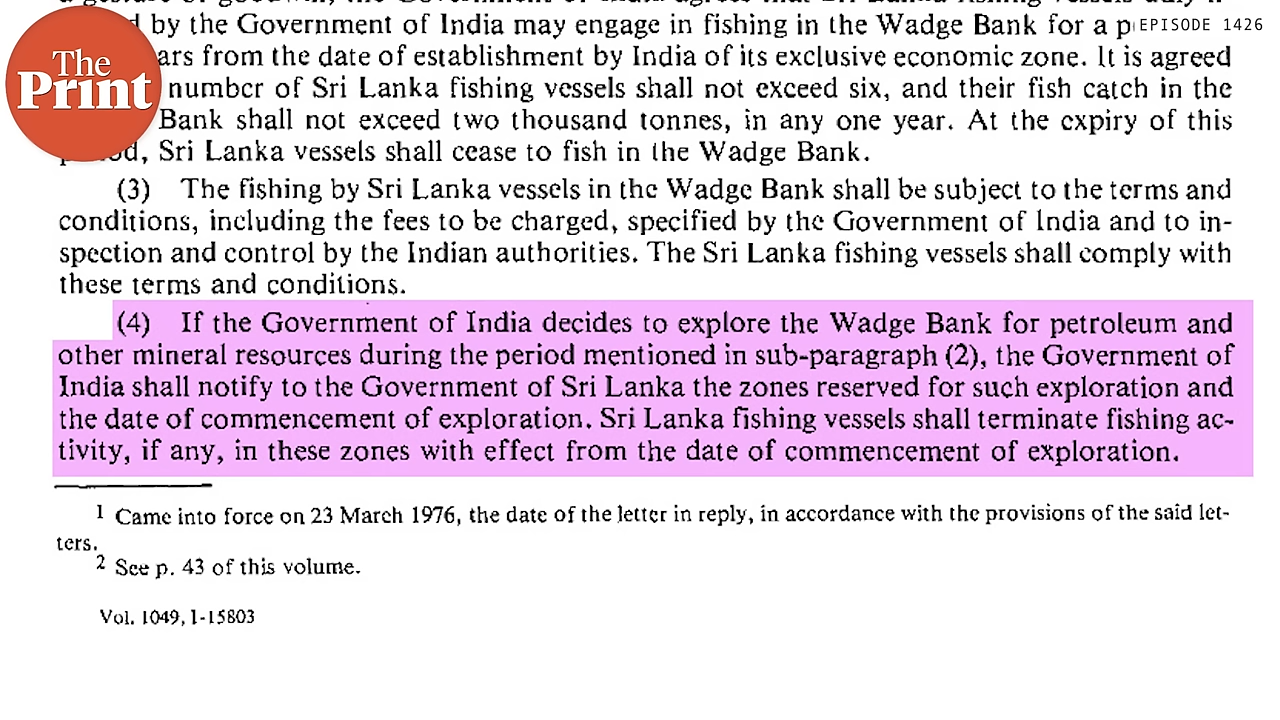 The
Print
EPISODE 1426
by the Government of India may engage in fishing in the Wadge Bank for a
ars from the date of establishment by India of its exclusive economic zone. It is agreed
number of Sri Lanka fishing vessels shall not exceed six, and their fish catch in the
Bank shall not exceed two thousand tonnes, in any one year. At the expiry of this
Sri Lanka vessels shall cease to fish in the Wadge Bank.
(3) The fishing by Sri Lanka vessels in the Wadge Bank shall be subject to the terms and
conditions, including the fees to be charged, specified by the Government of India and to in-
spection and control by the Indian authorities. The Sri Lanka fishing vessels shall comply with
these terms and conditions.
(4) If the Government of India decides to explore the Wadge Bank for petroleum and
other mineral resources during the period mentioned in sub-paragraph (2), the Government of
India shall notify to the Government of Sri Lanka the zones reserved for such exploration and
the date of commencement of exploration. Sri Lanka fishing vessels shall terminate fishing ac-
tivity, if any, in these zones with effect from the date of commencement of exploration.
1 Came into force on 23 March 1976, the date of the letter in reply, in accordance with the provisions of the said let-
ters.
2 See p. 43 of this volume.
Vol. 1049, I-15803